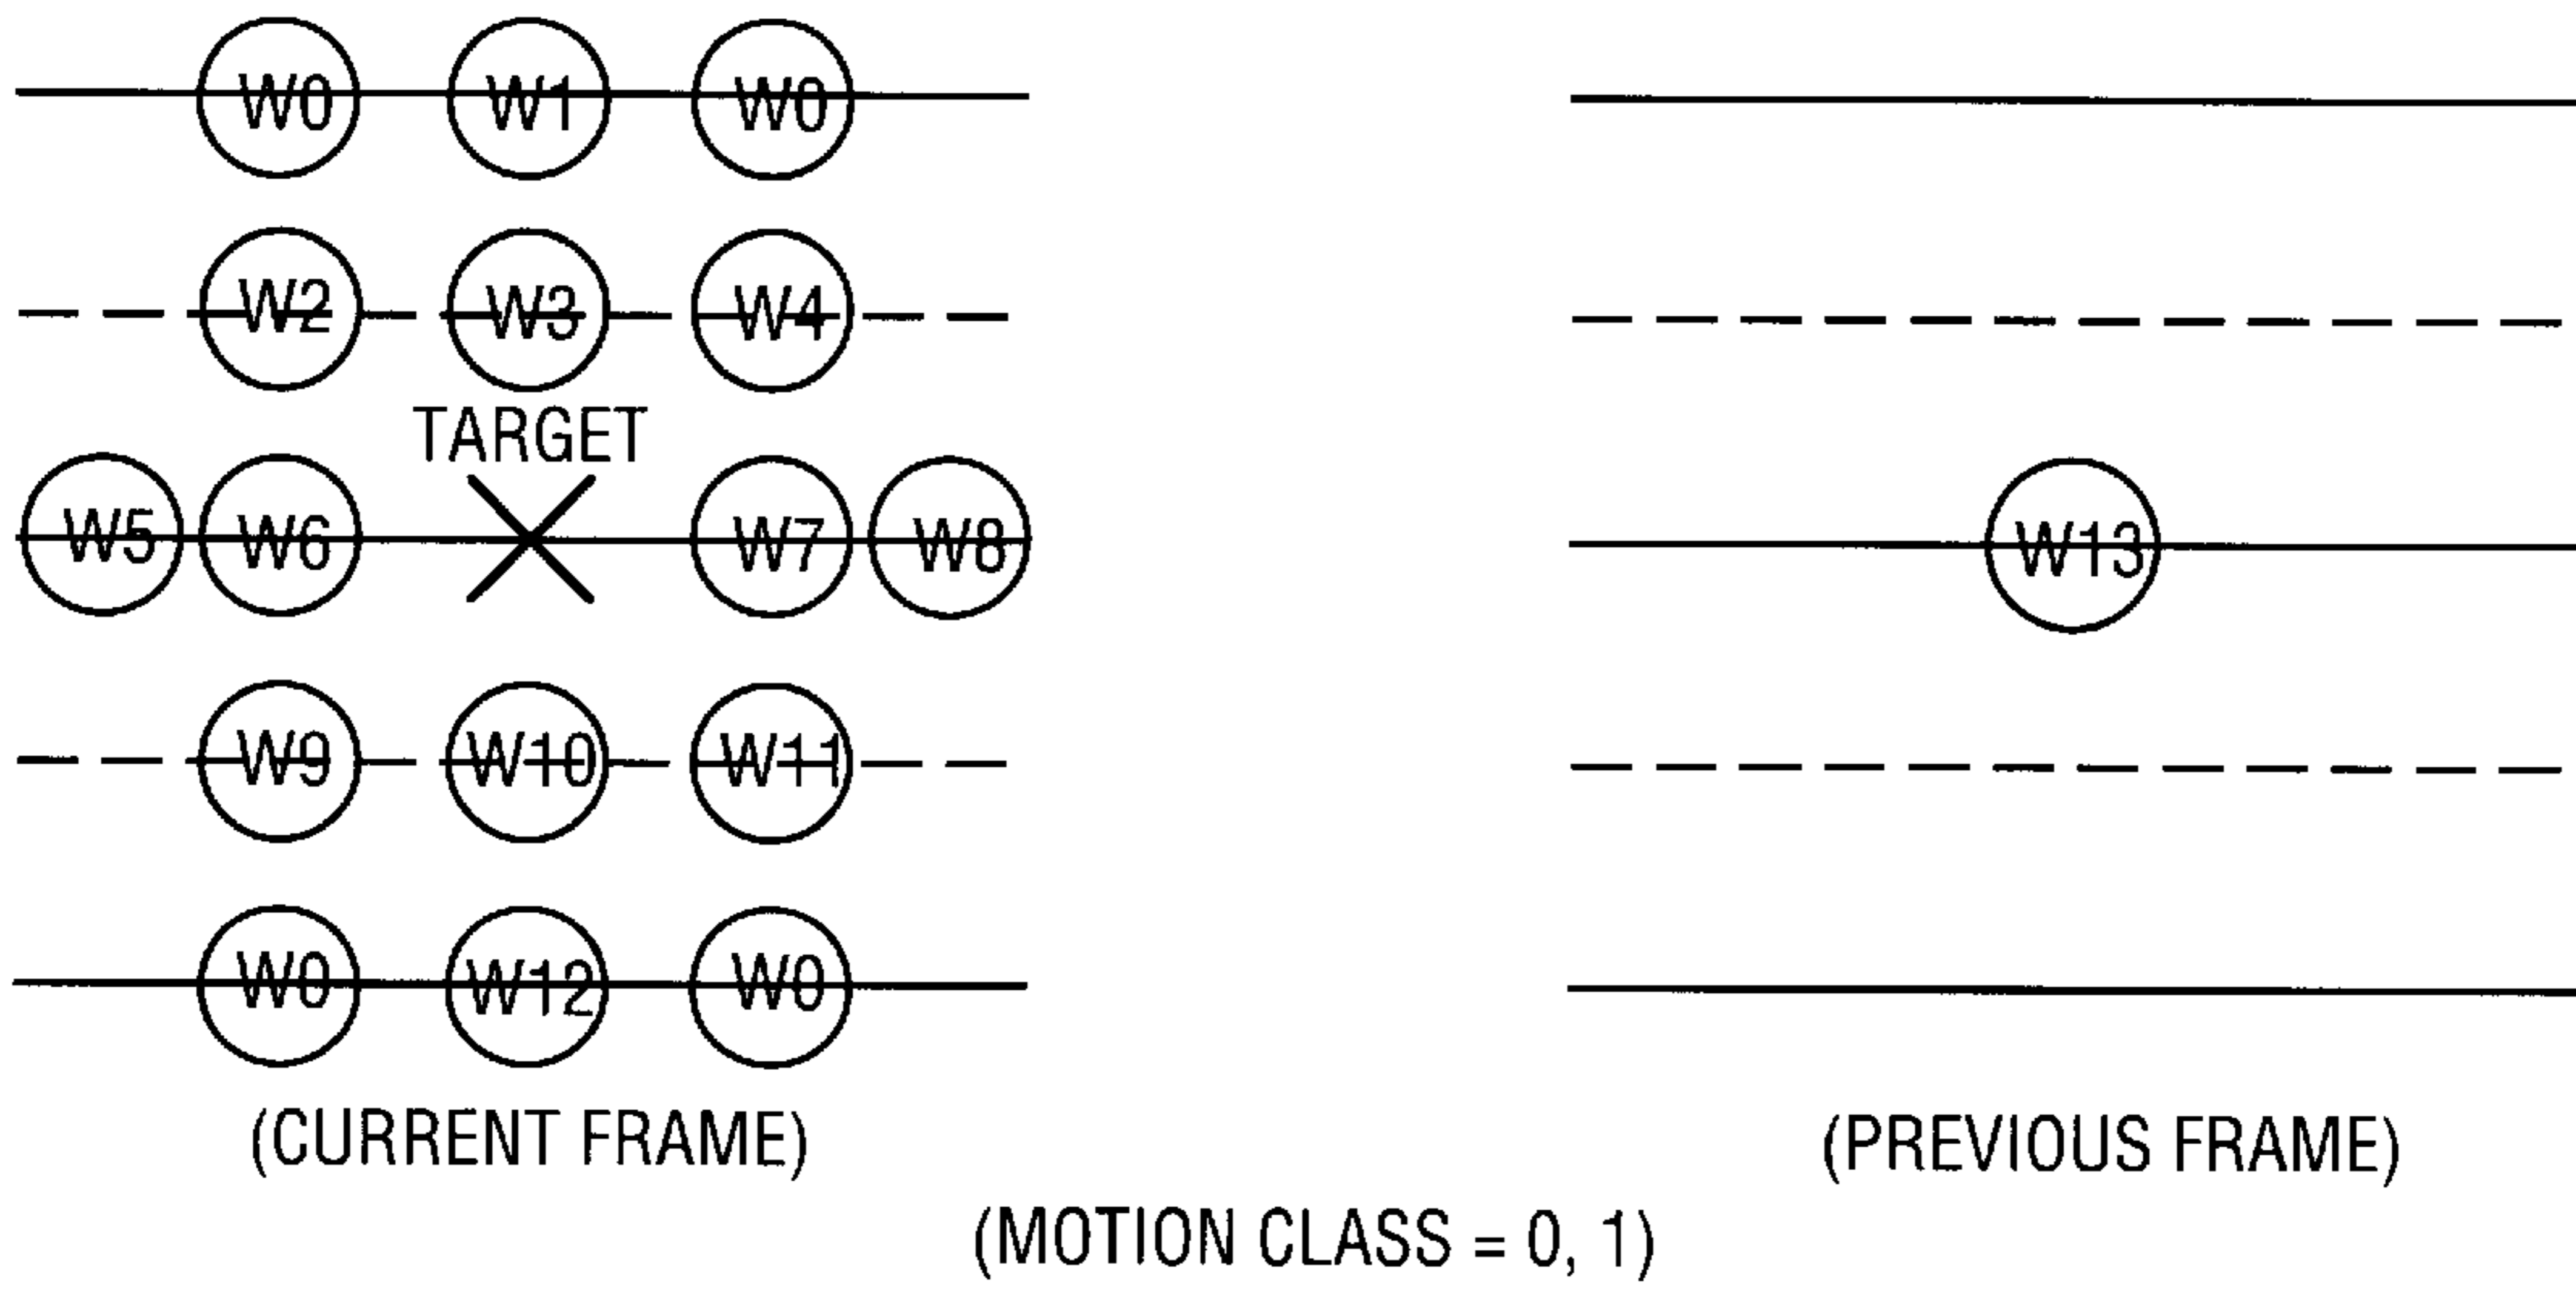 W0 W1 W0
W2 W3 W4
TARGET
W5 W6 W7 W8 W13
W9 W10 W11
W0 W12 W0
(CURRENT FRAME) (PREVIOUS FRAME)
(MOTION CLASS = 0, 1)